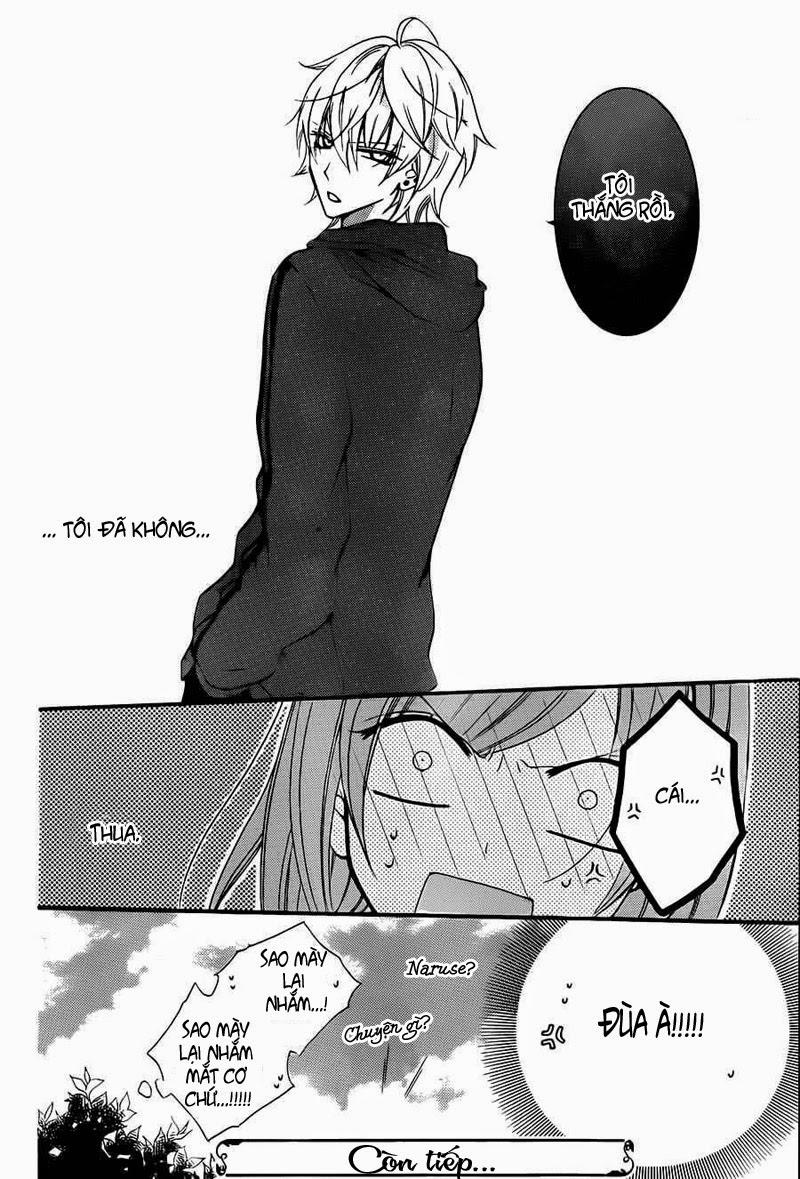 TÔI
THẮNG RỒI.
... TÔI ĐÃ KHÔNG...
CÁI...
THUA.
ĐÙA À!!!!!
Naruse?
Chuyện gì?
SAO MÀY
LẠI
NHẮM...!
SAO MÀY
LẠI NHẮM
MẮT CƠ
CHỨ...!!!!!
Còn tiếp...